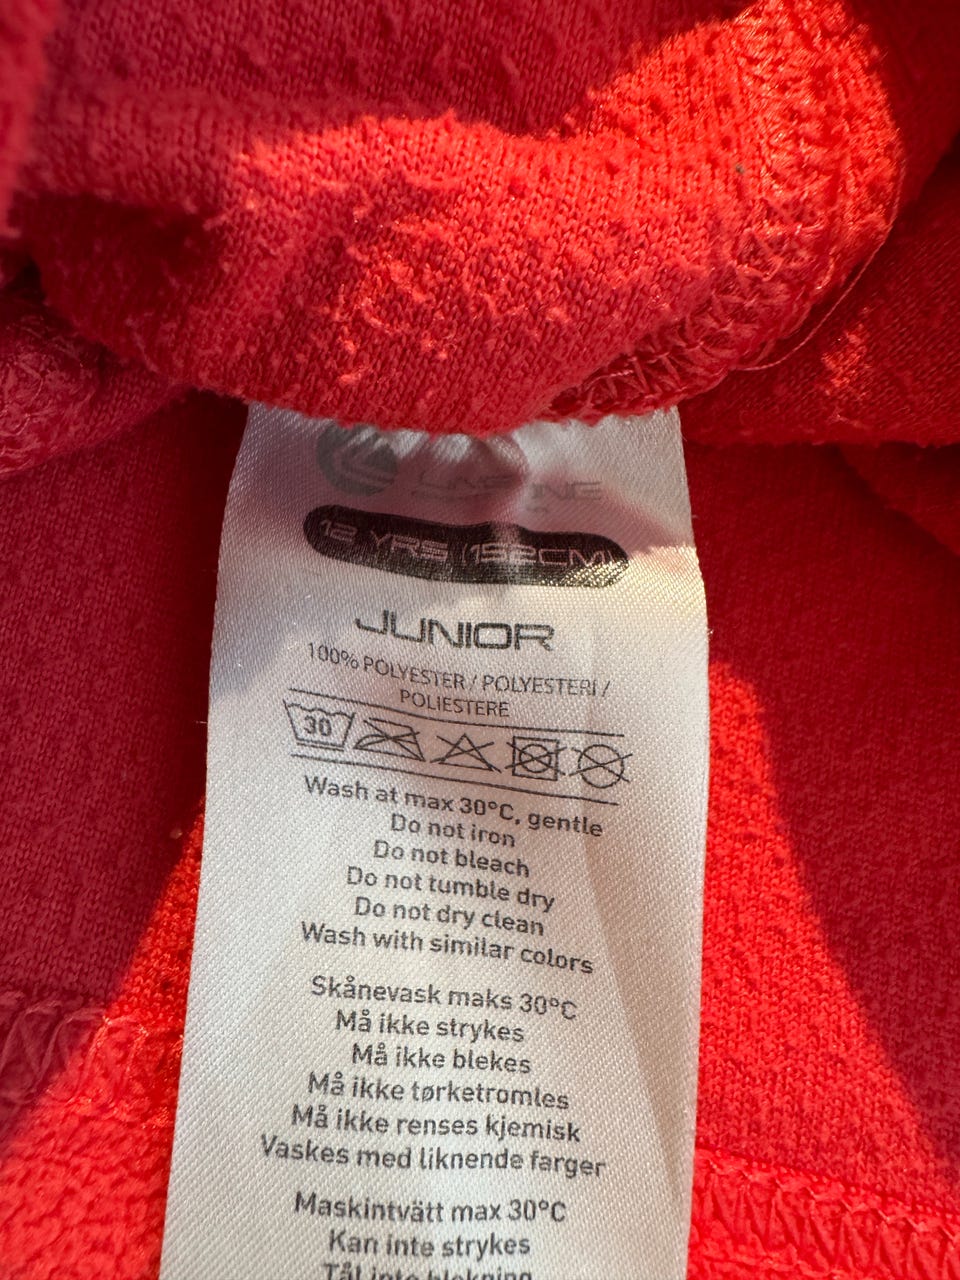 12 YRS (152CM)
JUNIOR
100% POLYESTER / POLYESTERI /
POLIESTERE
30
Wash at max 30°C, gentle
Do not iron
Do not bleach
Do not tumble dry
Do not dry clean
Wash with similar colors
Skånevask maks 30°C
Må ikke strykes
Må ikke blekes
Må ikke tørketromles
Må ikke renses kjemisk
Vaskes med liknende farger
Maskintvätt max 30°C
Kan inte strykes
Tål inte blekning